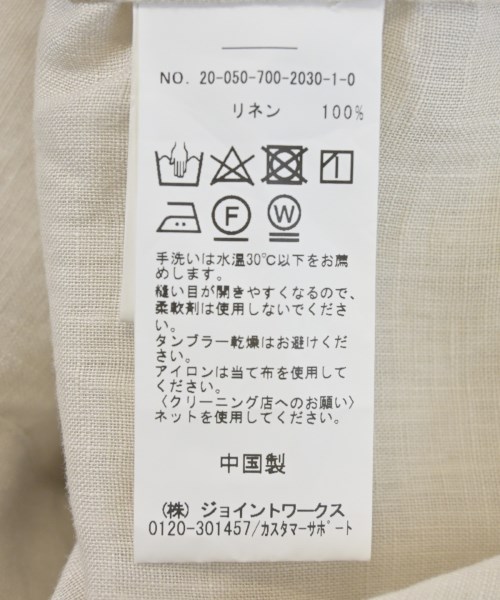 NO. 20-050-700-2030-1-0
リネン 100%
F W
手洗いは水温30℃以下をお薦
めします。
縫い目が開きやすくなるので、
柔軟剤は使用しないでくださ
い。
タンブラー乾燥はお避けくだ
さい。
アイロンは当て布を使用して
ください。
〈クリーニング店へのお願い〉
ネットを使用してください。
中国製
(株) ジョイントワークス
0120-301457/カスタマーサポート